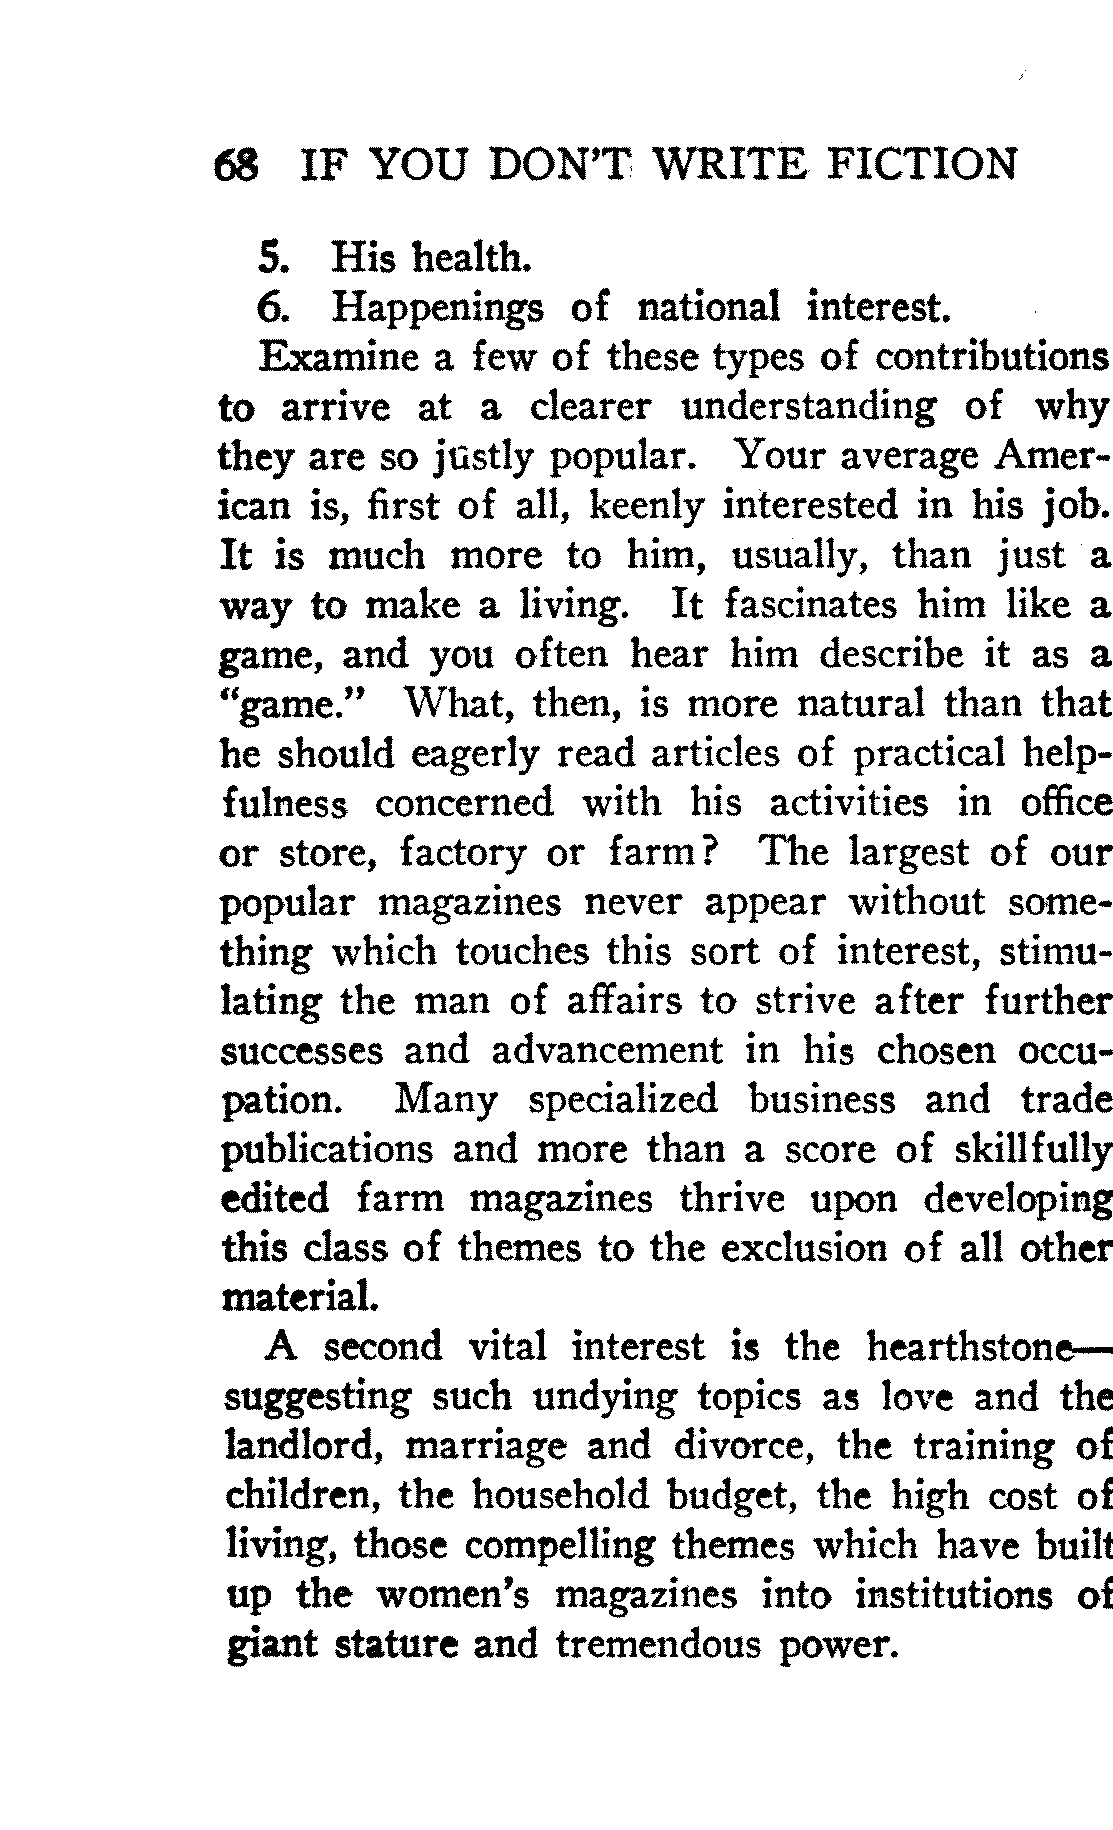 68 IF YOU DON'T WRITE FICTION
5. His health.
6. Happenings of national interest.
Examine a few of these types of contributions
to arrive at a clearer understanding of why
they are so justly popular. Your average Amer-
ican is, first of all, keenly interested in his job.
It is much more to him, usually, than just a
way to make a living. It fascinates him like a
game, and you often hear him describe it as a
"game." What, then, is more natural than that
he should eagerly read articles of practical help-
fulness concerned with his activities in office
or store, factory or farm? The largest of our
popular magazines never appear without some-
thing which touches this sort of interest, stimu-
lating the man of affairs to strive after further
successes and advancement in his chosen occu-
pation. Many specialized business and trade
publications and more than a score of skillfully
edited farm magazines thrive upon developing
this class of themes to the exclusion of all other
material.
A second vital interest is the hearthstone—
suggesting such undying topics as love and the
landlord, marriage and divorce, the training of
children, the household budget, the high cost of
living, those compelling themes which have built
up the women's magazines into institutions of
giant stature and tremendous power.